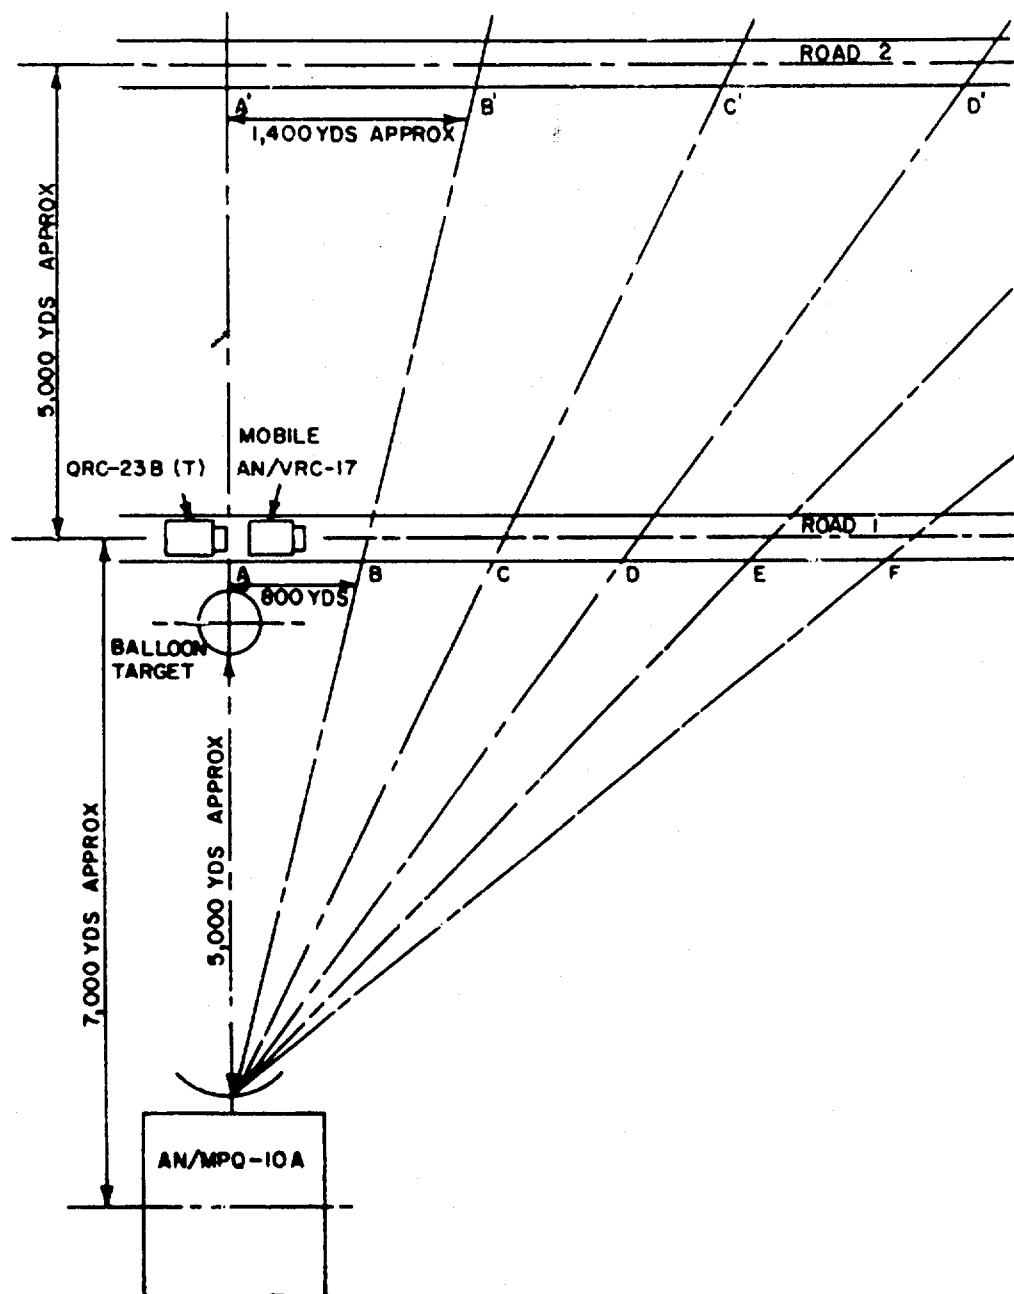 ROAD 2
A' B' C' D'
1,400 YDS APPROX
5,000 YDS APPROX
MOBILE
QRC-23B (T) AN/VRC-17
ROAD 1
A B C D E F
800 YDS
BALLOON
TARGET
5,000 YDS APPROX
7,000 YDS APPROX
AN/MPQ-10A